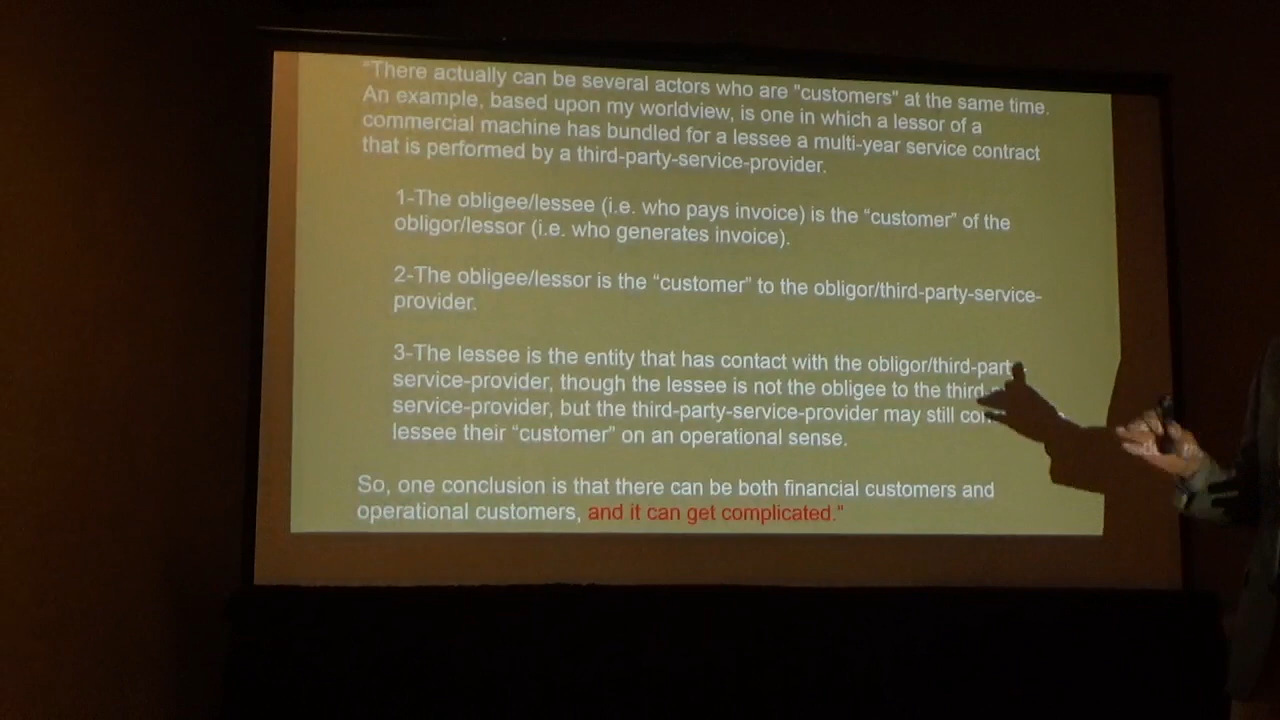 "There actually can be several actors who are "customers" at the same time.
An example, based upon my worldview, is one in which a lessor of a
commercial machine has bundled for a lessee a multi-year service contract
that is performed by a third-party-service-provider.
1-The obligee/lessee (i.e. who pays invoice) is the “customer” of the
obligor/lessor (i.e. who generates invoice).
2-The obligee/lessor is the “customer” to the obligor/third-party-service-
provider.
3-The lessee is the entity that has contact with the obligor/third-party-
service-provider, though the lessee is not the obligee to the third-
service-provider, but the third-party-service-provider may still
lessee their “customer” on an operational sense.
So, one conclusion is that there can be both financial customers and
operational customers, and it can get complicated."